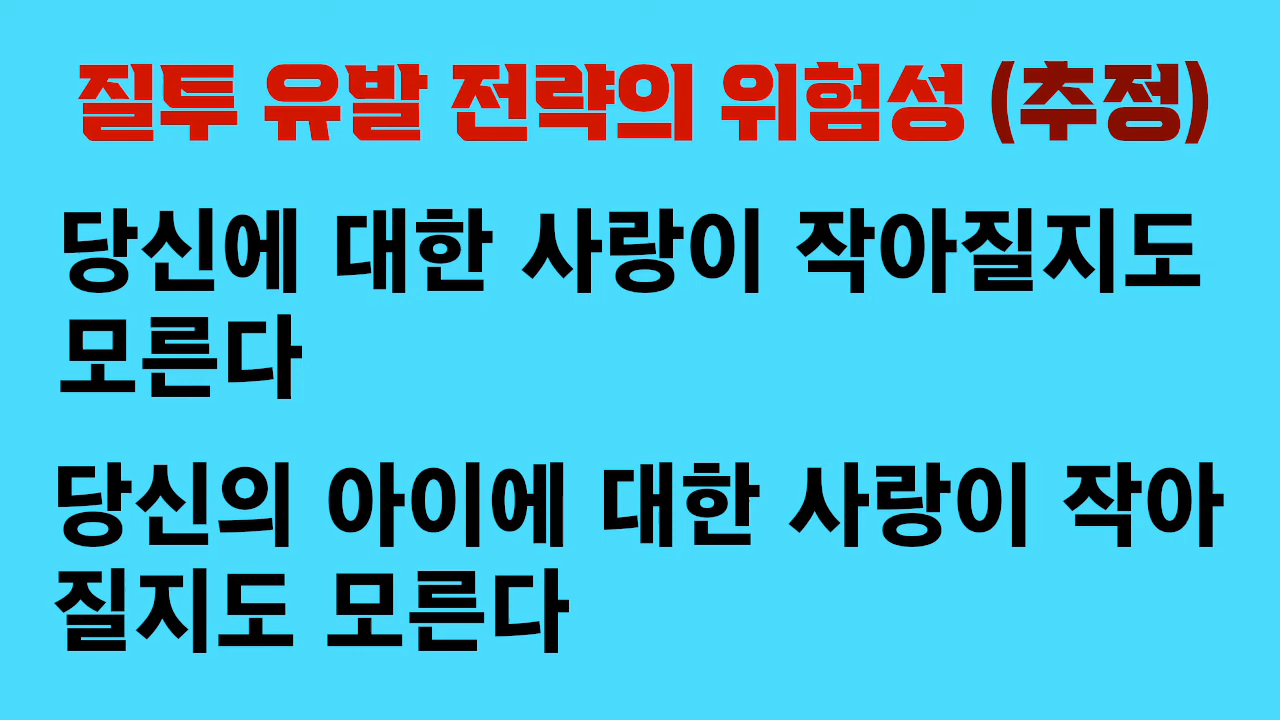 질투 유발 전략의 위험성 (추정)
당신에 대한 사랑이 작아질지도
모른다
당신의 아이에 대한 사랑이 작아
질지도 모른다